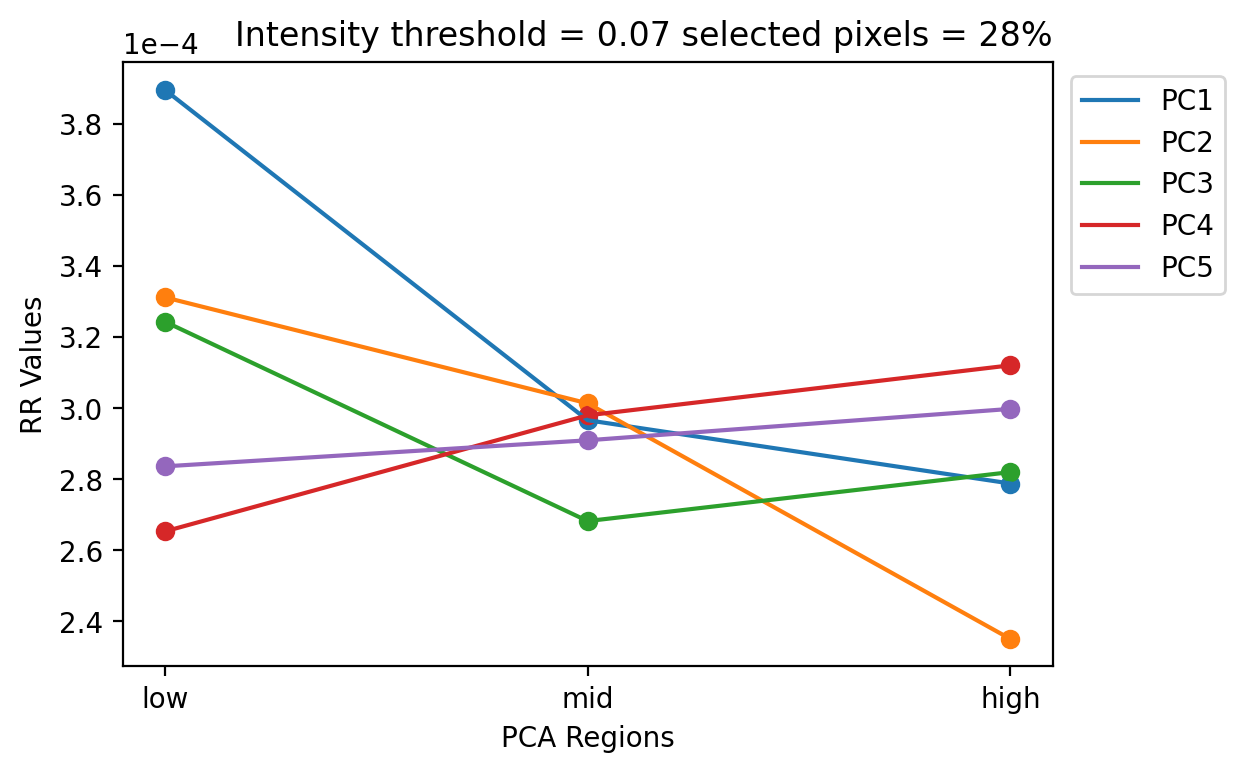 Intensity threshold = 0.07 selected pixels = 28%
1e−4
3.8
3.6
3.4
3.2
3.0
2.8
2.6
2.4
RR Values
low
mid
high
PCA Regions
PC1
PC2
PC3
PC4
PC5